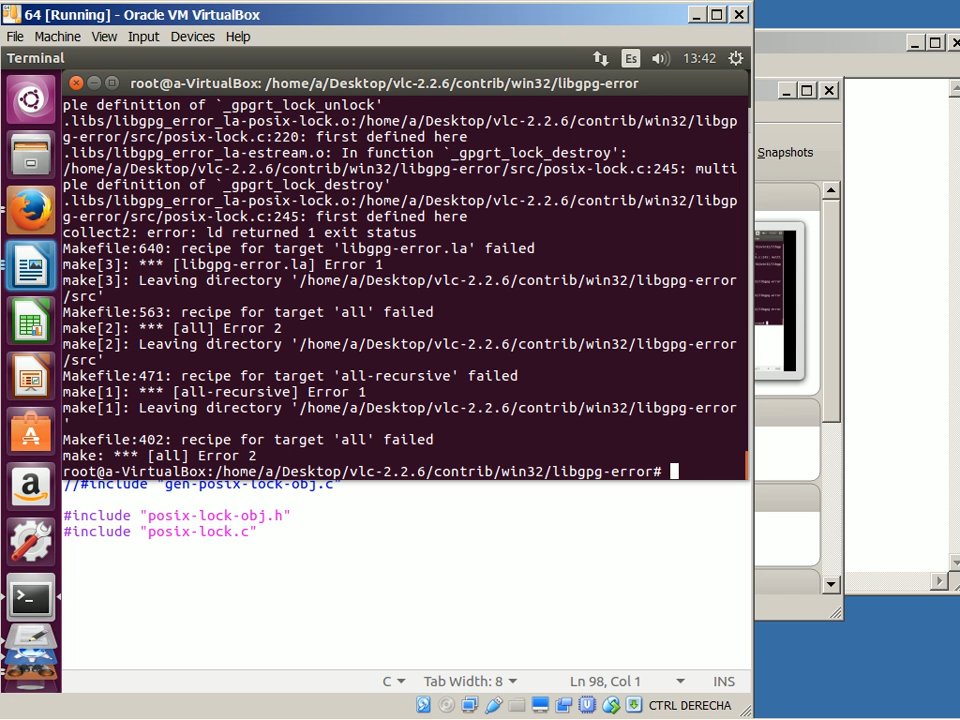 64 [Running] - Oracle VM VirtualBox
File Machine View Input Devices Help
Terminal
Es
13:42
root@a-VirtualBox: /home/a/Desktop/vlc-2.2.6/contrib/win32/libgpg-error
ple definition of `_gpgrt_lock_unlock'
.libs/libgpg_error_la-posix-lock.o:/home/a/Desktop/vlc-2.2.6/contrib/win32/libgp
g-error/src/posix-lock.c:220: first defined here
.libs/libgpg_error_la-estream.o: In function `_gpgrt_lock_destroy':
/home/a/Desktop/vlc-2.2.6/contrib/win32/libgpg-error/src/posix-lock.c:245: multi
ple definition of `_gpgrt_lock_destroy'
.libs/libgpg_error_la-posix-lock.o:/home/a/Desktop/vlc-2.2.6/contrib/win32/libgp
g-error/src/posix-lock.c:245: first defined here
collect2: error: ld returned 1 exit status
Makefile:640: recipe for target 'libgpg-error.la' failed
make[3]: *** [libgpg-error.la] Error 1
make[3]: Leaving directory '/home/a/Desktop/vlc-2.2.6/contrib/win32/libgpg-error
/src'
Makefile:563: recipe for target 'all' failed
make[2]: *** [all] Error 2
make[2]: Leaving directory '/home/a/Desktop/vlc-2.2.6/contrib/win32/libgpg-error
/src'
Makefile:471: recipe for target 'all-recursive' failed
make[1]: *** [all-recursive] Error 1
make[1]: Leaving directory '/home/a/Desktop/vlc-2.2.6/contrib/win32/libgpg-error
'
Makefile:402: recipe for target 'all' failed
make: *** [all] Error 2
root@a-VirtualBox:/home/a/Desktop/vlc-2.2.6/contrib/win32/libgpg-error#
//#include "gen-posix-lock-obj.c"
#include "posix-lock-obj.h"
#include "posix-lock.c"
C
Tab Width: 8
Ln 98, Col 1
INS
CTRL DERECHA
Snapshots